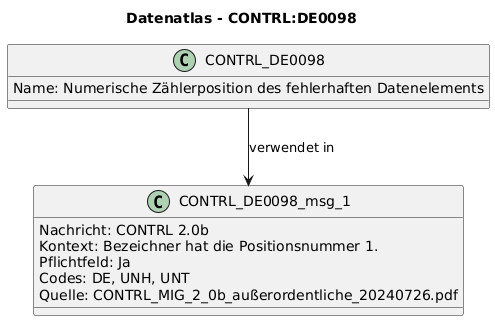 Datenatlas - CONTRL:DE0098
C CONTRL_DE0098
Name: Numerische Zählerposition des fehlerhaften Datenelements
verwendet in
C CONTRL_DE0098_msg_1
Nachricht: CONTRL 2.0b
Kontext: Bezeichner hat die Positionsnummer 1.
Pflichtfeld: Ja
Codes: DE, UNH, UNT
Quelle: CONTRL_MIG_2_0b_außerordentliche_20240726.pdf